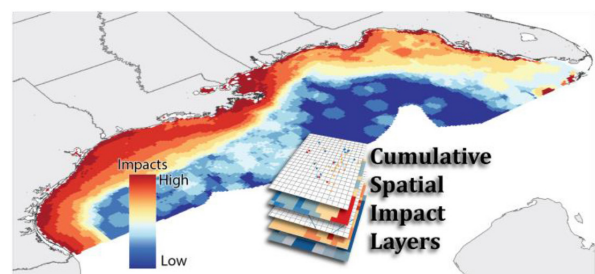 Impacts
High
Low
Cumulative
Spatial
Impact
Layers